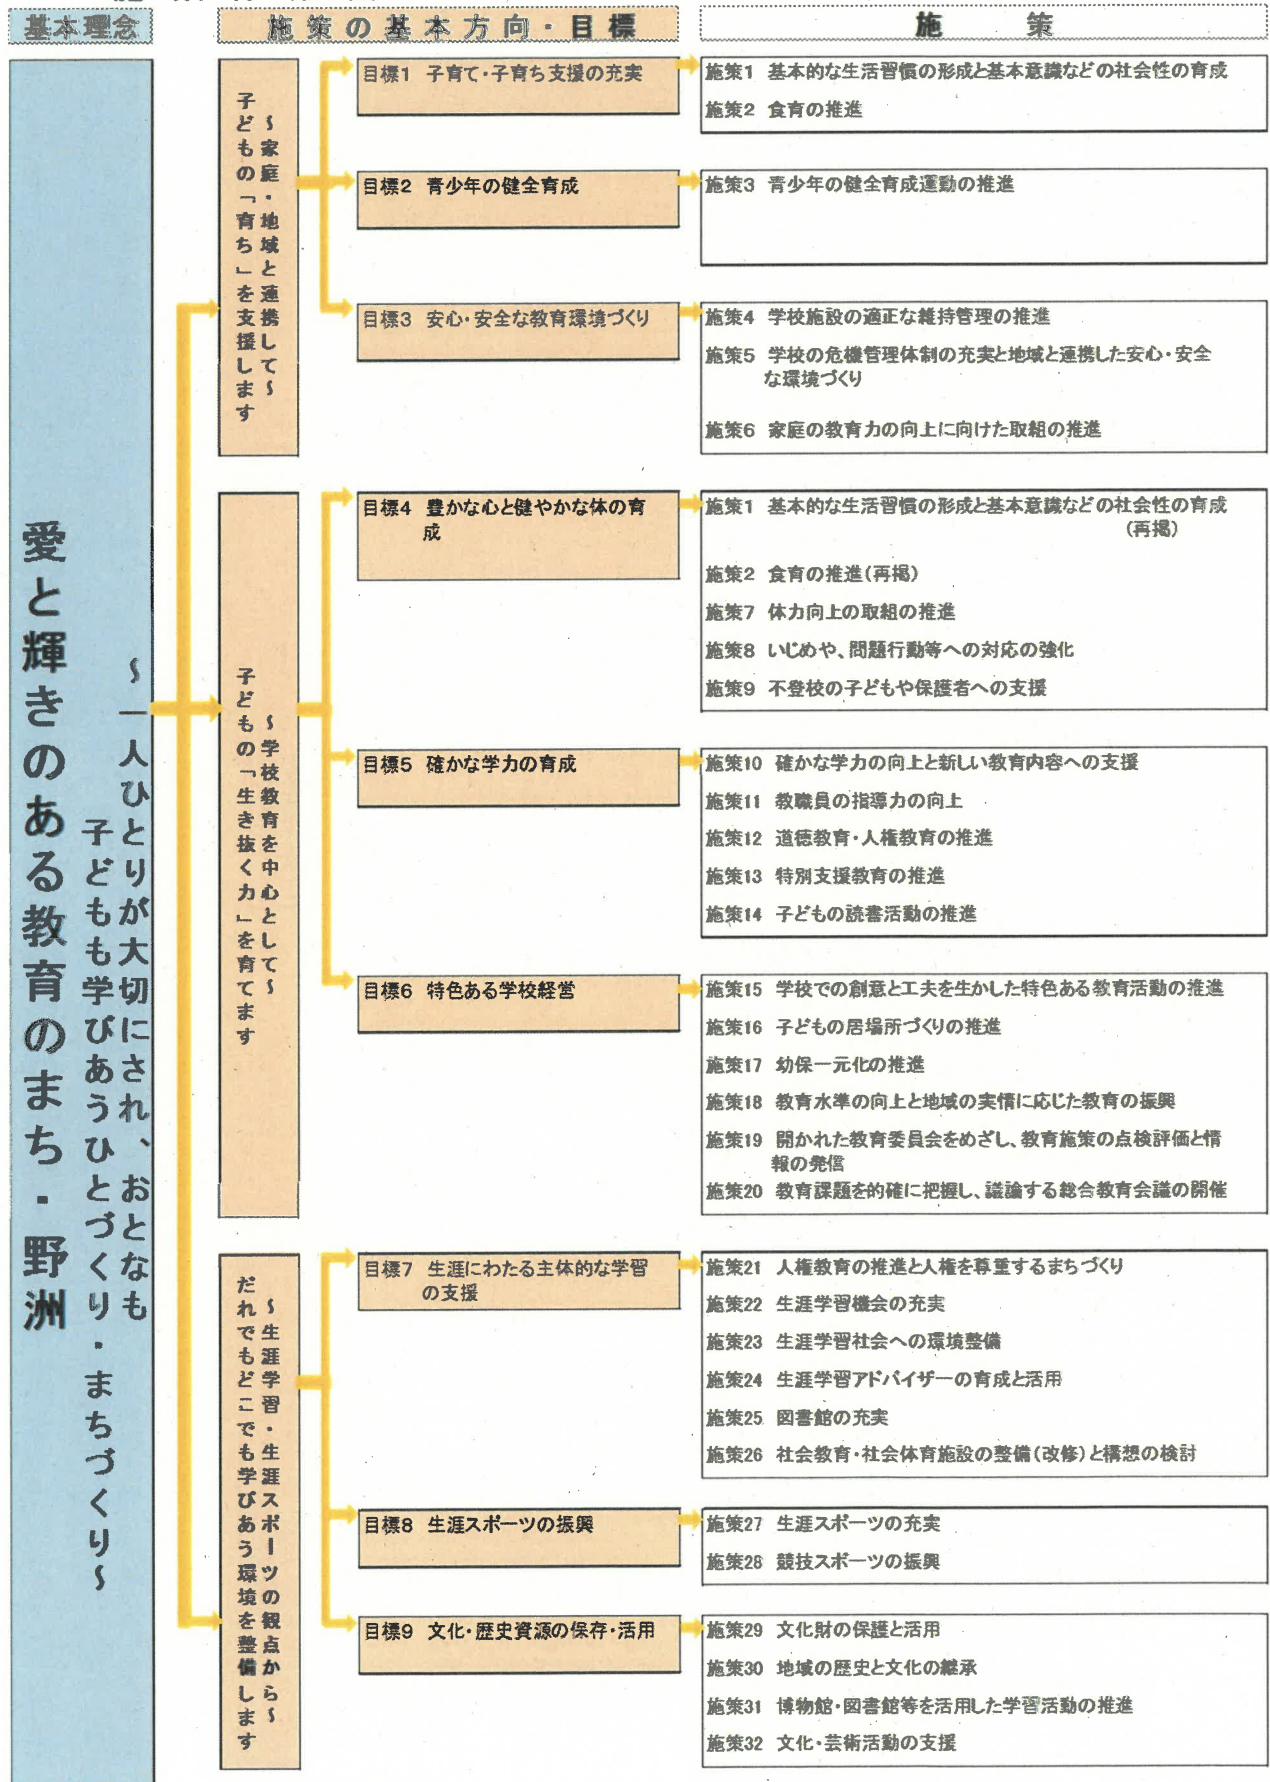 基本理念
施策の基本方向・目標
施策
愛と輝きのある教育のまち・野洲
～一人ひとりが大切にされ、おとなも
子どもも学びあうひとづくり・まちづくり～
～家庭・地域と連携して～
子どもの「育ち」を支援します
目標1 子育て・子育ち支援の充実
施策1 基本的な生活習慣の形成と基本意識などの社会性の育成
施策2 食育の推進
目標2 青少年の健全育成
施策3 青少年の健全育成運動の推進
目標3 安心・安全な教育環境づくり
施策4 学校施設の適正な維持管理の推進
施策5 学校の危機管理体制の充実と地域と連携した安心・安全
な環境づくり
施策6 家庭の教育力の向上に向けた取組の推進
～学校教育を中心として～
子どもの「生き抜く力」を育てます
目標4 豊かな心と健やかな体の育
成
施策1 基本的な生活習慣の形成と基本意識などの社会性の育成
(再掲)
施策2 食育の推進(再掲)
施策7 体力向上の取組の推進
施策8 いじめや、問題行動等への対応の強化
施策9 不登校の子どもや保護者への支援
目標5 確かな学力の育成
施策10 確かな学力の向上と新しい教育内容への支援
施策11 教職員の指導力の向上
施策12 道徳教育・人権教育の推進
施策13 特別支援教育の推進
施策14 子どもの読書活動の推進
目標6 特色ある学校経営
施策15 学校での創意と工夫を生かした特色ある教育活動の推進
施策16 子どもの居場所づくりの推進
施策17 幼保一元化の推進
施策18 教育水準の向上と地域の実情に応じた教育の振興
施策19 開かれた教育委員会をめざし、教育施策の点検評価と情
報の発信
施策20 教育課題を的確に把握し、議論する総合教育会議の開催
～生涯学習・生涯スポーツの観点から～
だれでもどこでも学びあう環境を整備します
目標7 生涯にわたる主体的な学習
の支援
施策21 人権教育の推進と人権を尊重するまちづくり
施策22 生涯学習機会の充実
施策23 生涯学習社会への環境整備
施策24 生涯学習アドバイザーの育成と活用
施策25 図書館の充実
施策26 社会教育・社会体育施設の整備(改修)と構想の検討
目標8 生涯スポーツの振興
施策27 生涯スポーツの充実
施策28 競技スポーツの振興
目標9 文化・歴史資源の保存・活用
施策29 文化財の保護と活用
施策30 地域の歴史と文化の継承
施策31 博物館・図書館等を活用した学習活動の推進
施策32 文化・芸術活動の支援